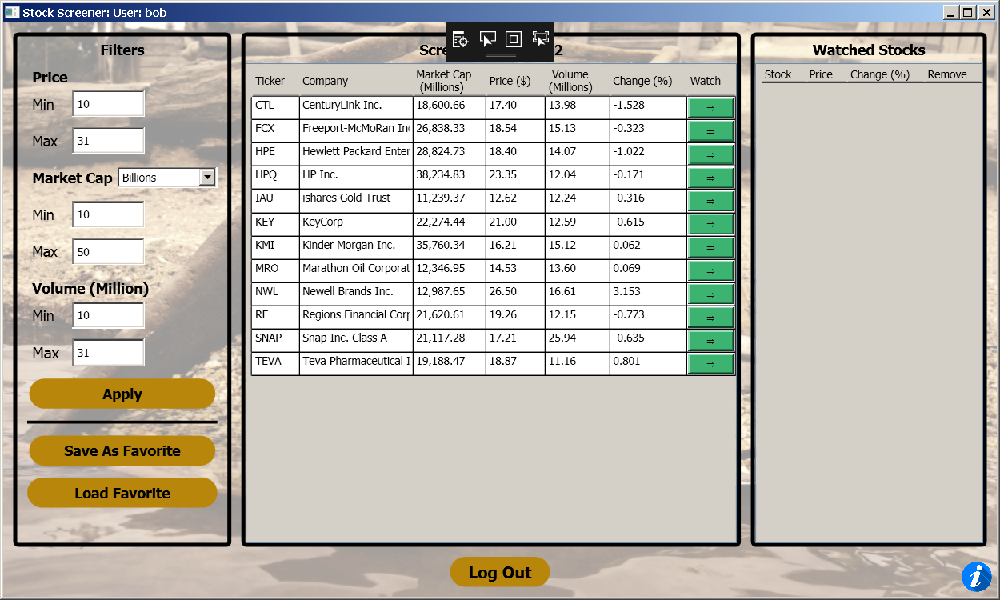 Stock Screener: User: bob
Filters
Price
Min 10
Max 31
Market Cap Billions
Min 10
Max 50
Volume (Million)
Min 10
Max 31
Apply
Save As Favorite
Load Favorite
2
Ticker Company Market Cap (Millions) Price ($) Volume (Millions) Change (%) Watch
CTL CenturyLink Inc. 18,600.66 17.40 13.98 -1.528 ⇒
FCX Freeport-McMoRan 26,838.33 18.54 15.13 -0.323 ⇒
HPE Hewlett Packard Enter 28,824.73 18.40 14.07 -1.022 ⇒
HPQ HP Inc. 38,234.83 23.35 12.04 -0.171 ⇒
IAU ishares Gold Trust 11,239.37 12.62 12.24 -0.316 ⇒
KEY KeyCorp 22,274.44 21.00 12.59 -0.615 ⇒
KMI Kinder Morgan Inc. 35,760.34 16.21 15.12 0.062 ⇒
MRO Marathon Oil Corporat 12,346.95 14.53 13.60 0.069 ⇒
NWL Newell Brands Inc. 12,987.65 26.50 16.61 3.153 ⇒
RF Regions Financial Corp 21,620.61 19.26 12.15 -0.773 ⇒
SNAP Snap Inc. Class A 21,117.28 17.21 25.94 -0.635 ⇒
TEVA Teva Pharmaceutical I 19,188.47 18.87 11.16 0.801 ⇒
Watched Stocks
Stock Price Change (%) Remove
Log Out
i